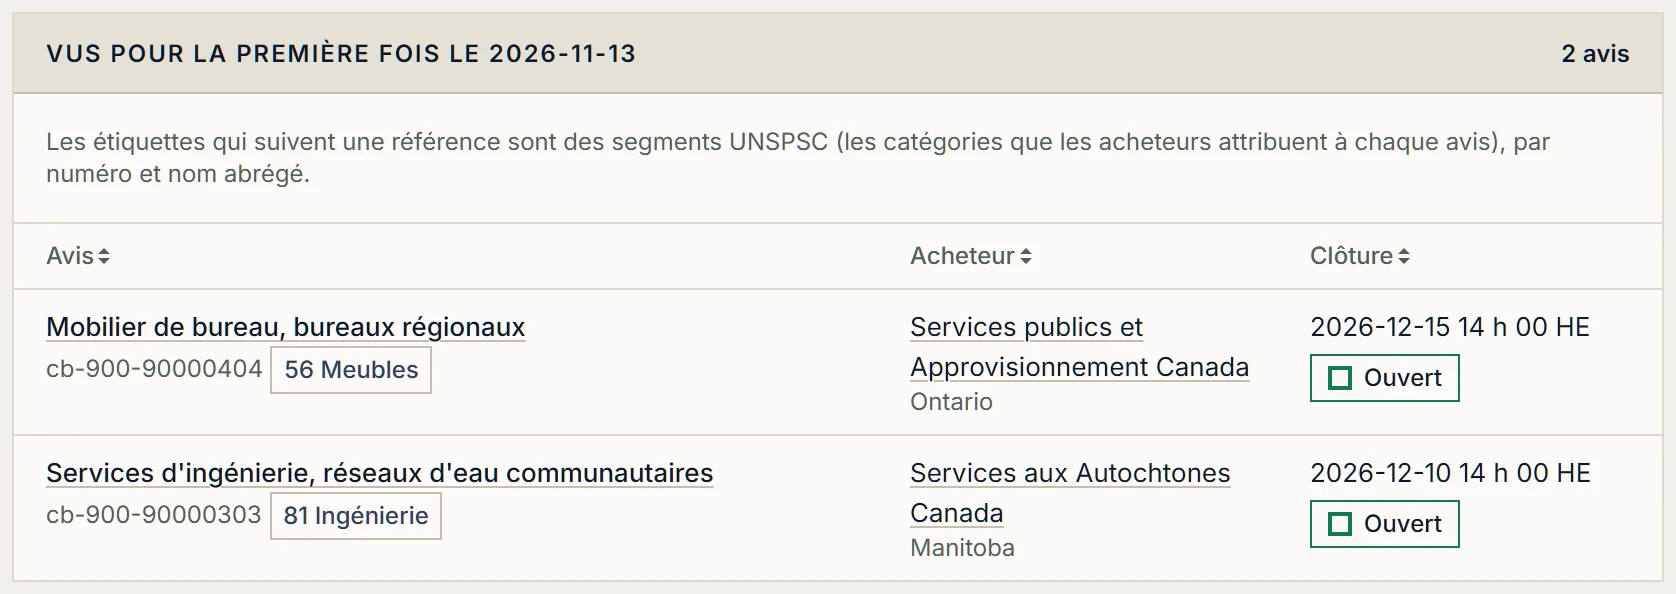 VUS POUR LA PREMIÈRE FOIS LE 2026-11-13
2 avis
Les étiquettes qui suivent une référence sont des segments UNSPSC (les catégories que les acheteurs attribuent à chaque avis), par
numéro et nom abrégé.
Avis
Acheteur
Clôture
Mobilier de bureau, bureaux régionaux
cb-900-90000404
56 Meubles
Services publics et
Approvisionnement Canada
Ontario
2026-12-15 14 h 00 HE
Ouvert
Services d'ingénierie, réseaux d'eau communautaires
cb-900-90000303
81 Ingénierie
Services aux Autochtones
Canada
Manitoba
2026-12-10 14 h 00 HE
Ouvert